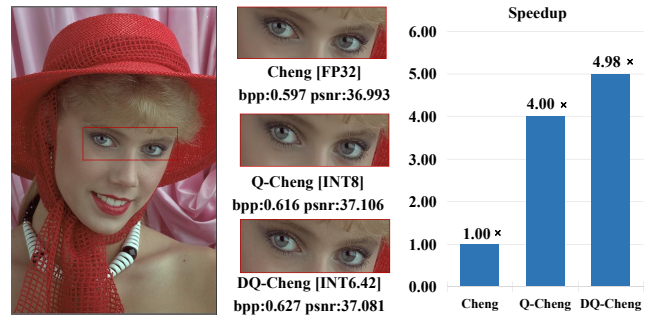 Cheng [FP32]
bpp:0.597 psnr:36.993
Q-Cheng [INT8]
bpp:0.616 psnr:37.106
DQ-Cheng [INT6.42]
bpp:0.627 psnr:37.081
Speedup
6.00
5.00
4.00
3.00
2.00
1.00
0.00
1.00 ×
4.00 ×
4.98 ×
Cheng Q-Cheng DQ-Cheng